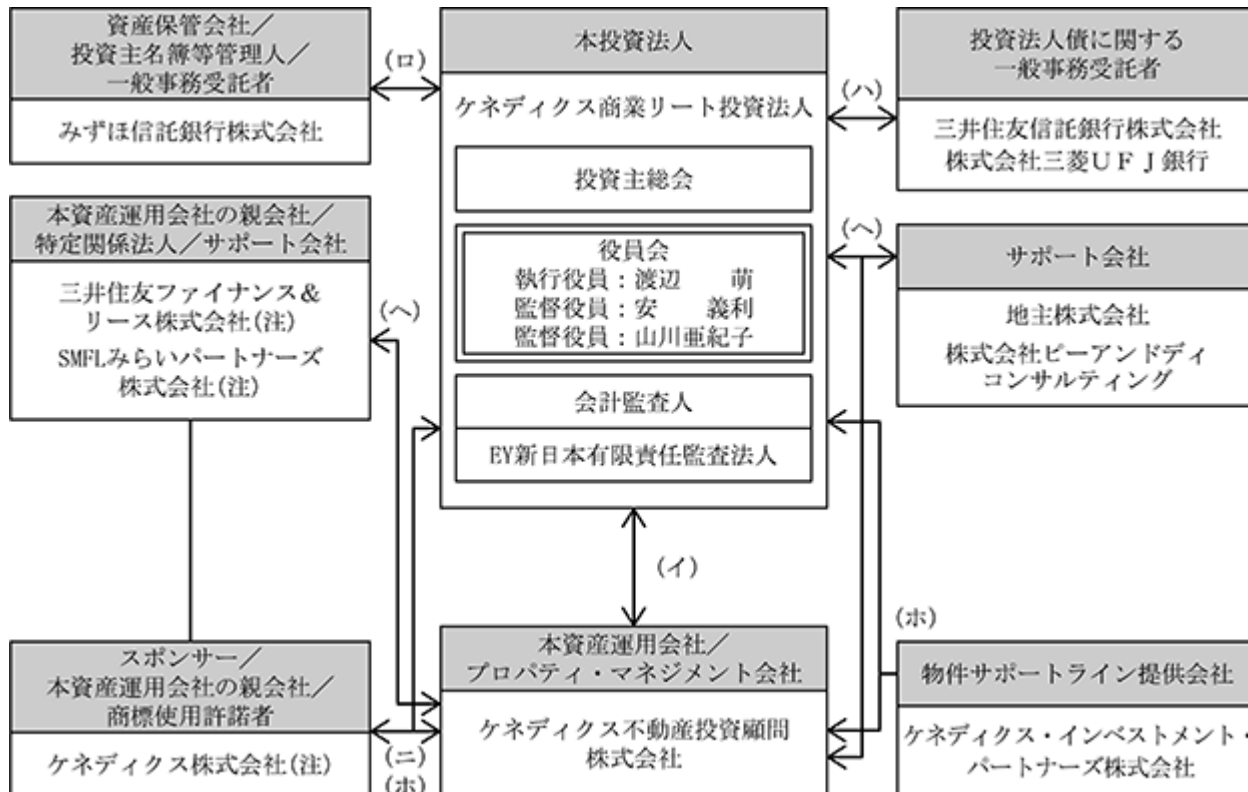 資産保管会社／
投資主名簿等管理人／
一般事務受託者
みずほ信託銀行株式会社
(ロ)
本投資法人
ケネディクス商業リート投資法人
投資主総会
役員会
執行役員：渡辺　　萌
監督役員：安　　義利
監督役員：山川亜紀子
会計監査人
EY新日本有限責任監査法人
(ハ)
投資法人債に関する
一般事務受託者
三井住友信託銀行株式会社
株式会社三菱ＵＦＪ銀行
本資産運用会社の親会社／
特定関係法人／サポート会社
三井住友ファイナンス＆
リース株式会社(注)
SMFLみらいパートナーズ
株式会社(注)
(ヘ)
(ヘ)
サポート会社
地主株式会社
株式会社ピーアンドディ
コンサルティング
(イ)
スポンサー／
本資産運用会社の親会社／
商標使用許諾者
ケネディクス株式会社(注)
(ニ)
(ホ)
本資産運用会社／
プロパティ・マネジメント会社
ケネディクス不動産投資顧問
株式会社
(ホ)
物件サポートライン提供会社
ケネディクス・インベストメント・
パートナーズ株式会社